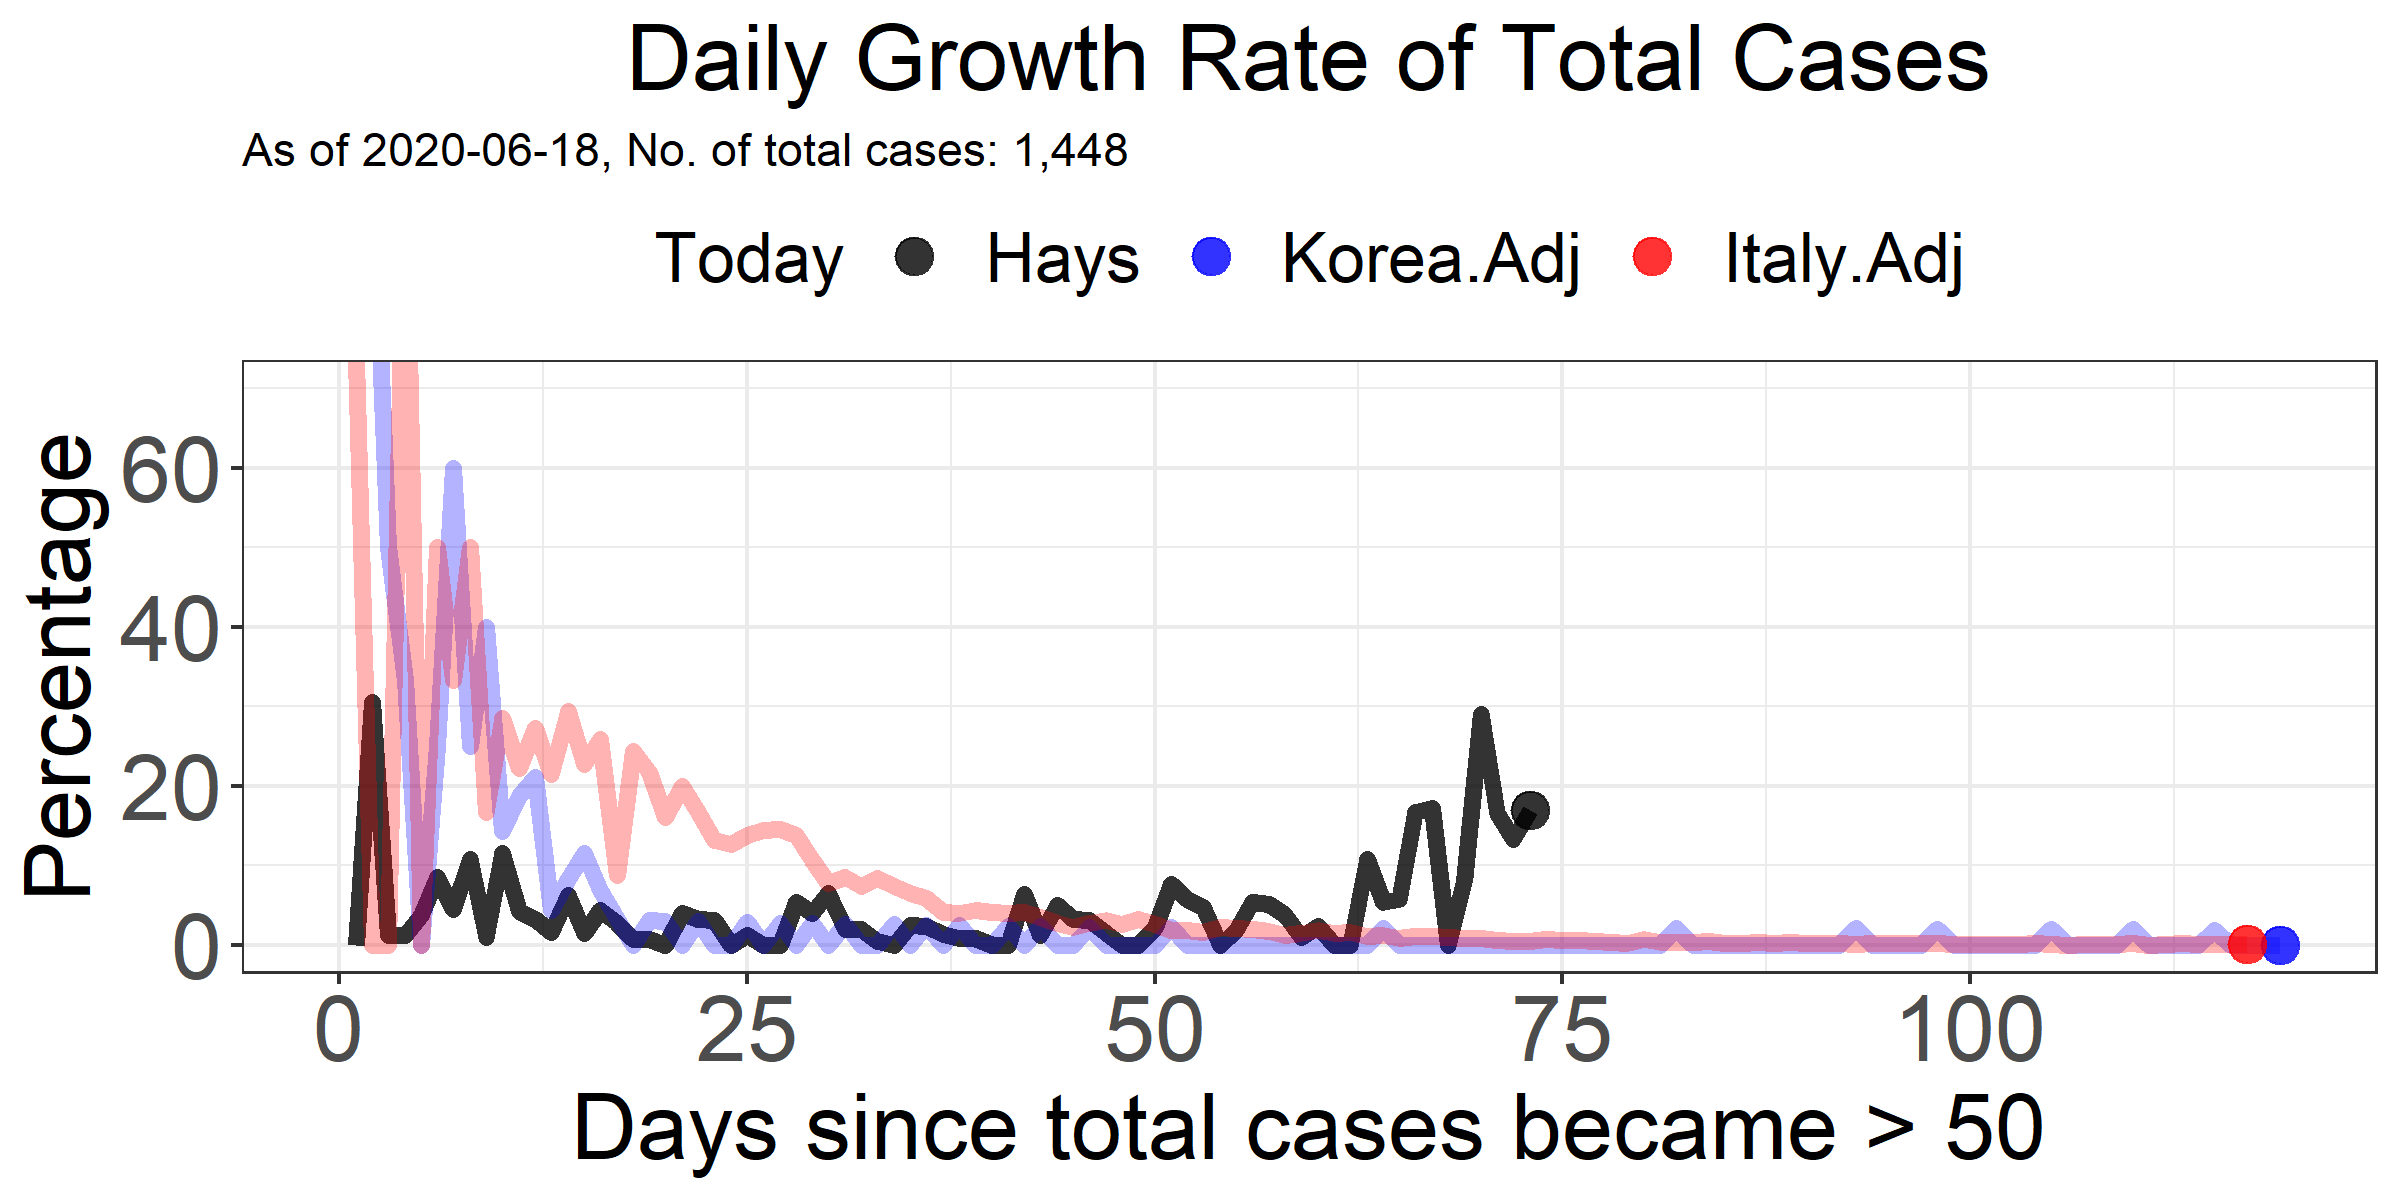 Daily Growth Rate of Total Cases
As of 2020-06-18, No. of total cases: 1,448
Today Hays Korea.Adj Italy.Adj
Percentage
60
40
20
0
0 25 50 75 100
Days since total cases became > 50